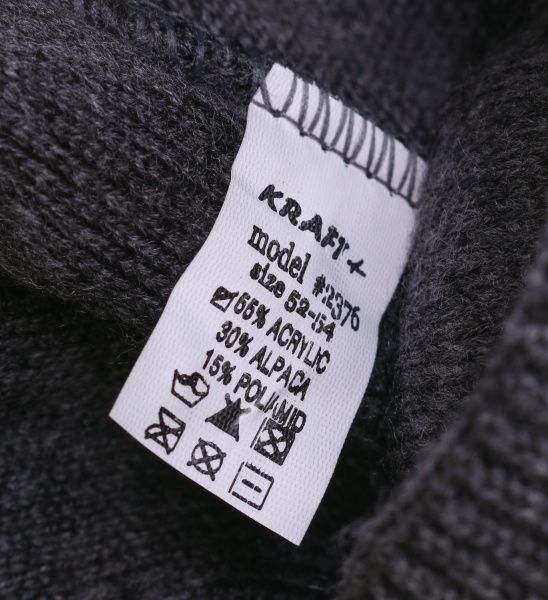 KRAFT+
model #:2376
size 52-54
55% ACRYLIC
30% ALPACA
15% POLIAMID